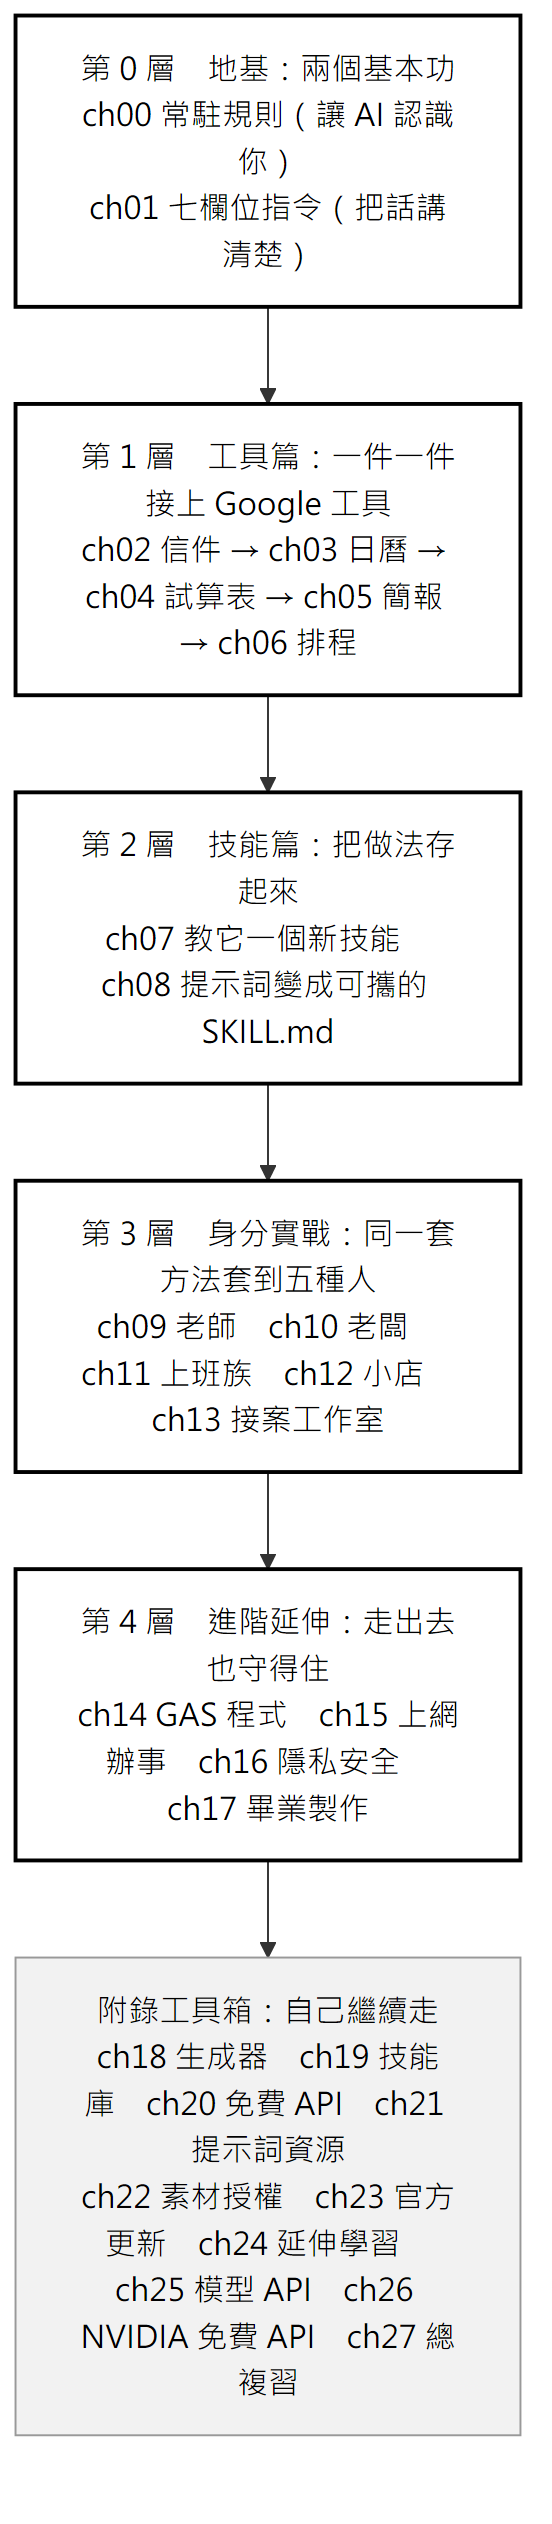 第 0 層　地基：兩個基本功
ch00 常駐規則（讓 AI 認識
你）
ch01 七欄位指令（把話講
清楚）
第 1 層　工具篇：一件一件
接上 Google 工具
ch02 信件 → ch03 日曆 →
ch04 試算表 → ch05 簡報
→ ch06 排程
第 2 層　技能篇：把做法存
起來
ch07 教它一個新技能
ch08 提示詞變成可攜的
SKILL.md
第 3 層　身分實戰：同一套
方法套到五種人
ch09 老師　ch10 老闆
ch11 上班族　ch12 小店
ch13 接案工作室
第 4 層　進階延伸：走出去
也守得住
ch14 GAS 程式　ch15 上網
辦事　ch16 隱私安全
ch17 畢業製作
附錄工具箱：自己繼續走
ch18 生成器　ch19 技能
庫　ch20 免費 API　ch21
提示詞資源
ch22 素材授權　ch23 官方
更新　ch24 延伸學習
ch25 模型 API　ch26
NVIDIA 免費 API　ch27 總
複習